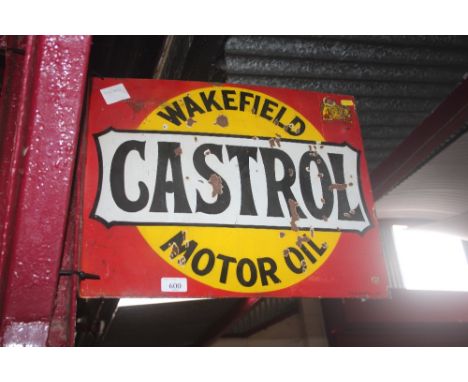 WAKEFIELD
CASTROL
MOTOR OIL
600